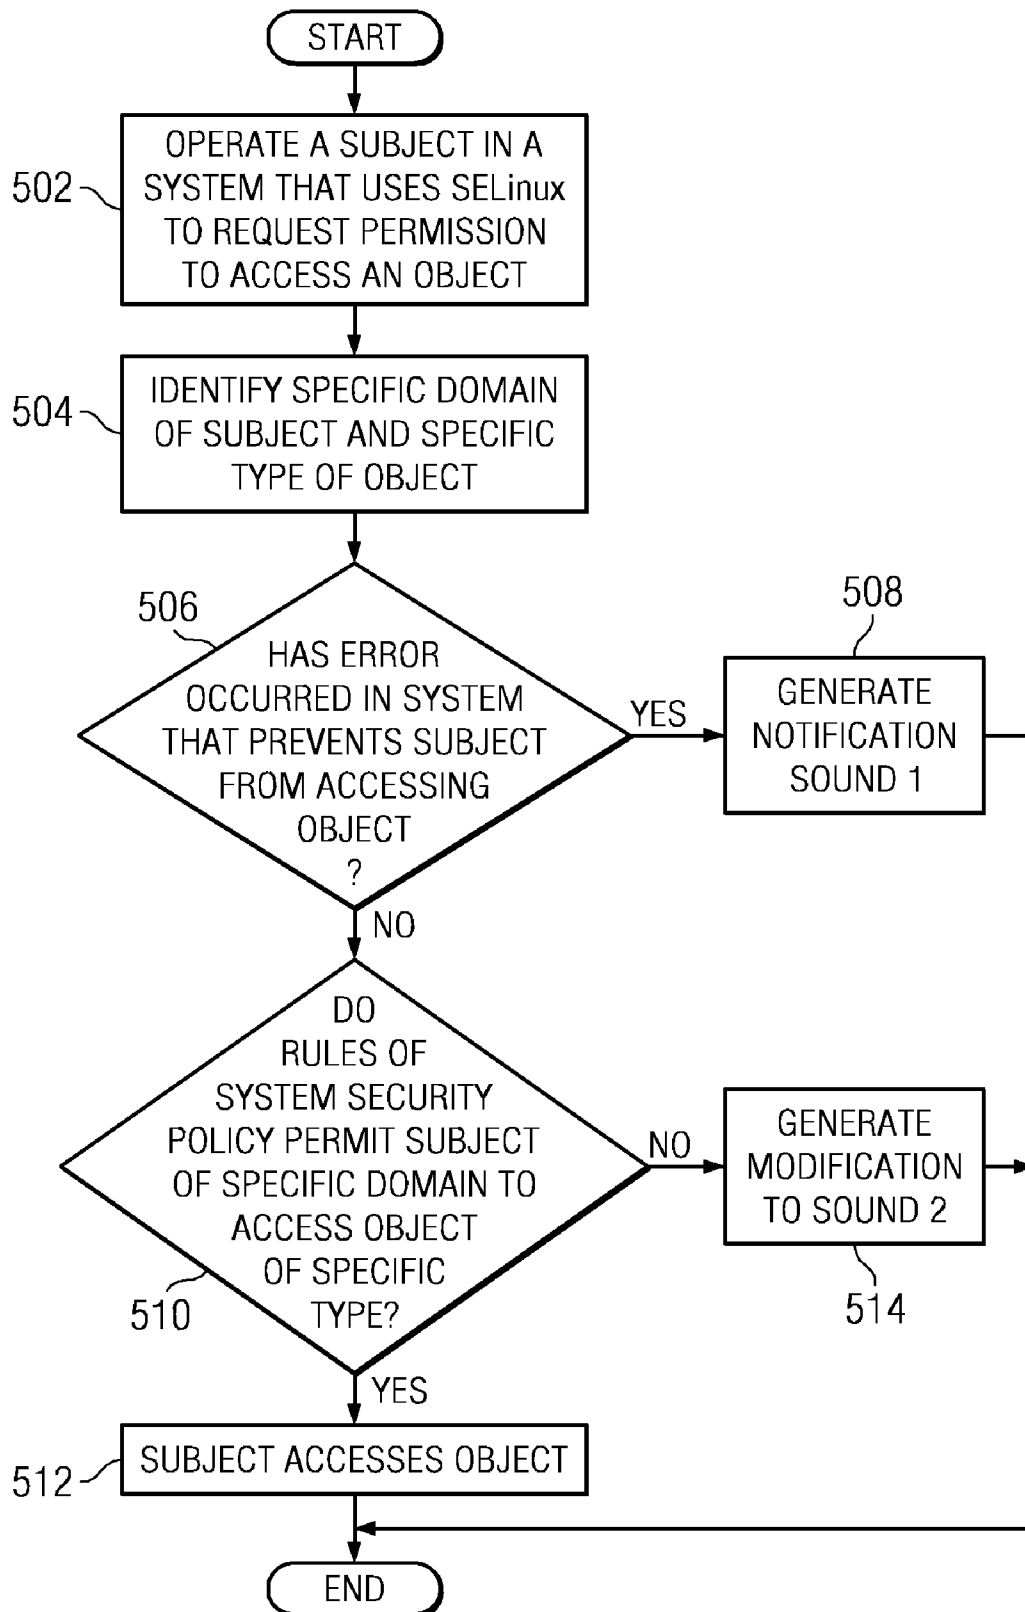 START
502
OPERATE A SUBJECT IN A
SYSTEM THAT USES SELinux
TO REQUEST PERMISSION
TO ACCESS AN OBJECT
504
IDENTIFY SPECIFIC DOMAIN
OF SUBJECT AND SPECIFIC
TYPE OF OBJECT
506
HAS ERROR
OCCURRED IN SYSTEM
THAT PREVENTS SUBJECT
FROM ACCESSING
OBJECT
?
YES
508
GENERATE
NOTIFICATION
SOUND 1
NO
DO
RULES OF
SYSTEM SECURITY
POLICY PERMIT SUBJECT
OF SPECIFIC DOMAIN TO
ACCESS OBJECT
OF SPECIFIC
TYPE?
510
NO
GENERATE
MODIFICATION
TO SOUND 2
514
YES
512
SUBJECT ACCESSES OBJECT
END